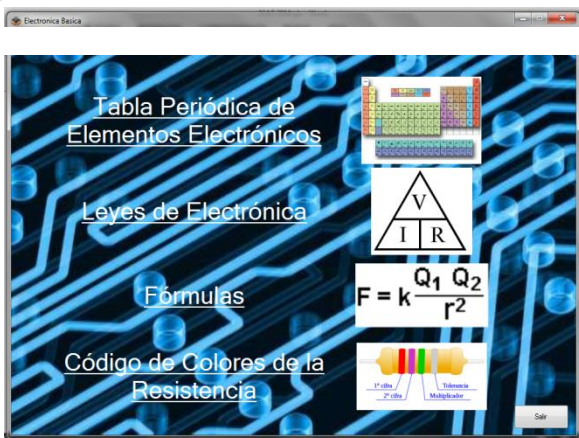 Electronica Basica
Tabla Periódica de
Elementos Electrónicos
Leyes de Electrónica
V
I R
Fórmulas
F = k Q₁ Q₂ / r²
Código de Colores de la
Resistencia
1ª cifra
2ª cifra
Tolerancia
Multiplicador
Salir